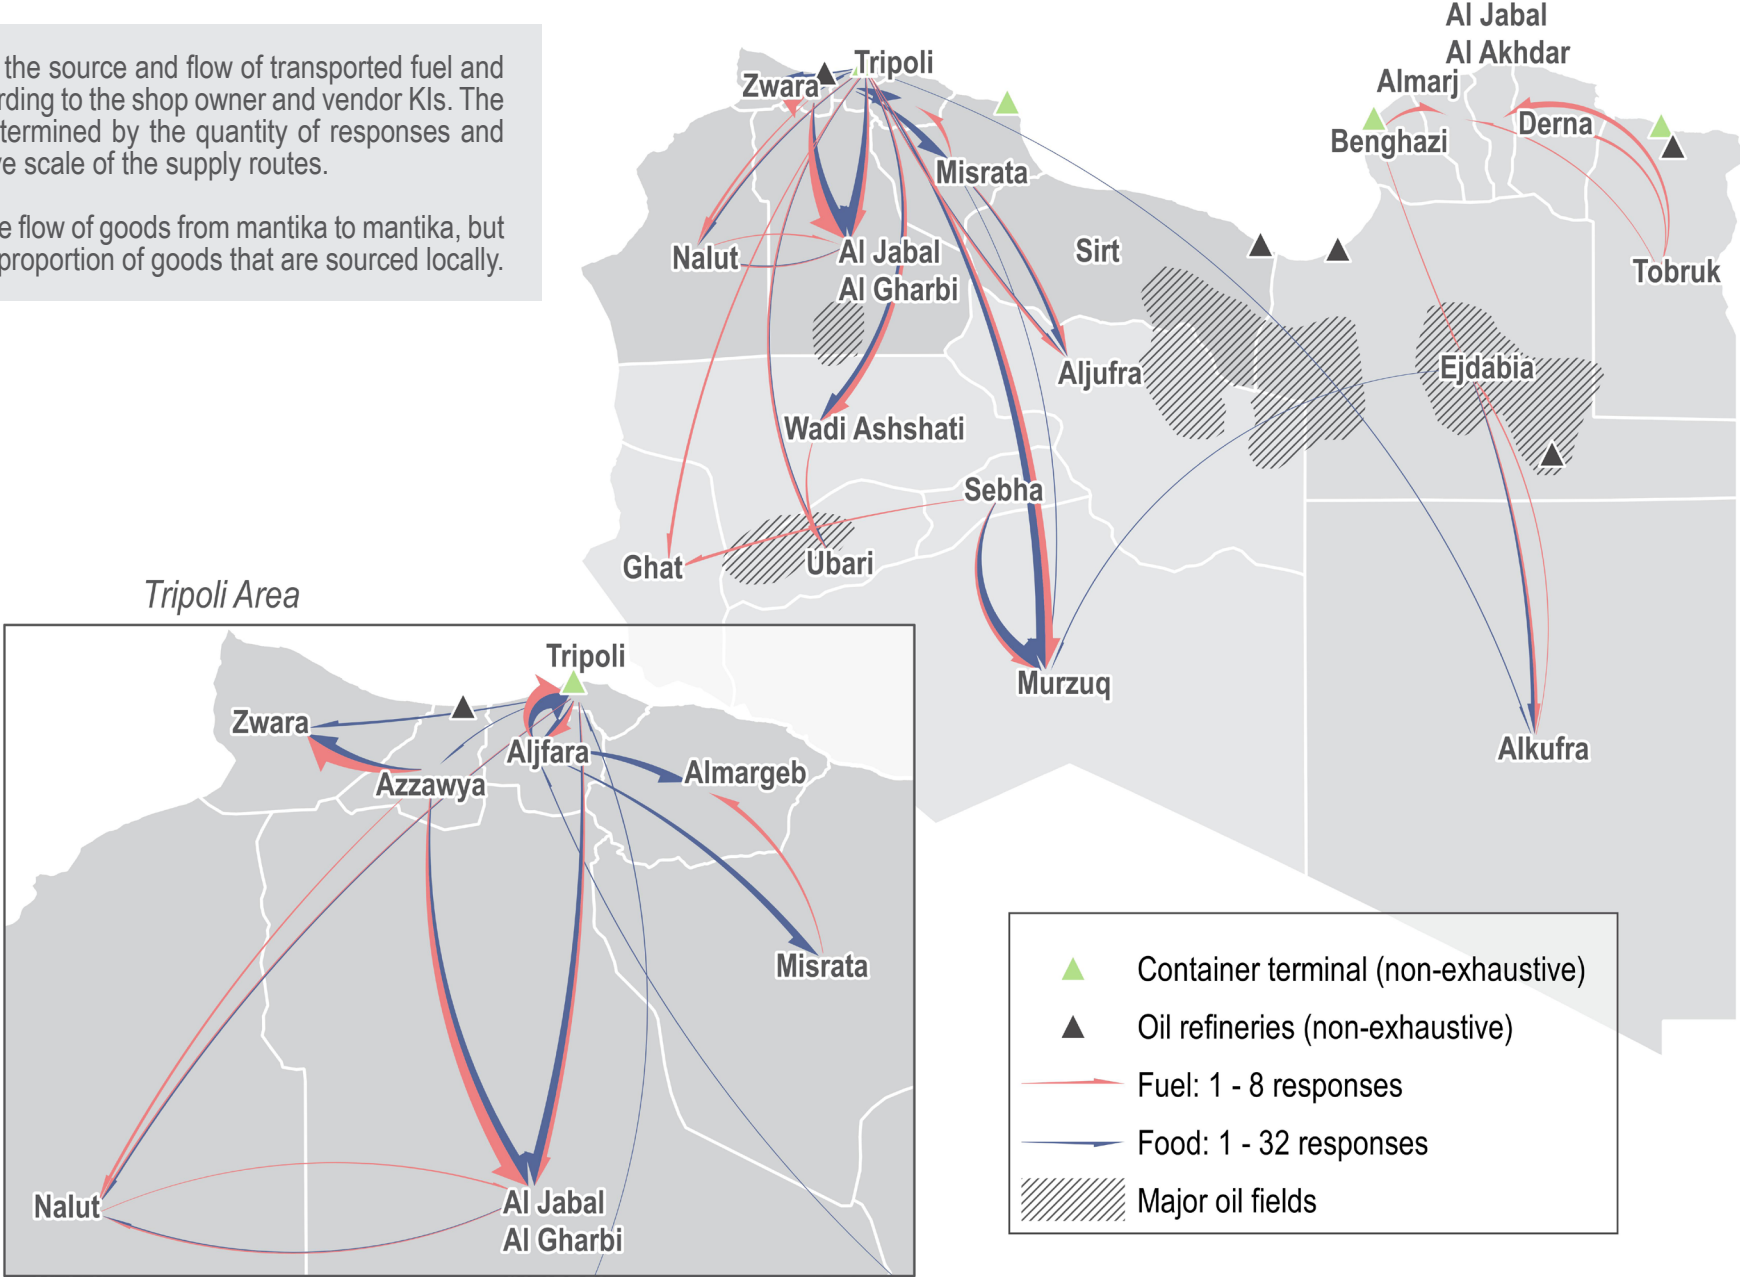 the source and flow of transported fuel and
to the shop owner and vendor KIs. The
by the quantity of responses and
scale of the supply routes.
flow of goods from mantika to mantika, but
proportion of goods that are sourced locally.
Al Jabal
Al Akhdar
Tripoli
Zwara
Almarj
Derna
Benghazi
Misrata
Nalut
Al Jabal
Al Gharbi
Sirt
Tobruk
Aljufra
Ejdabia
Wadi Ashshati
Sebha
Ghat
Ubari
Murzuq
Alkufra
Tripoli Area
Tripoli
Zwara
Aljfara
Azzawya
Almargeb
Misrata
Nalut
Al Jabal
Al Gharbi
Container terminal (non-exhaustive)
Oil refineries (non-exhaustive)
Fuel: 1 - 8 responses
Food: 1 - 32 responses
Major oil fields